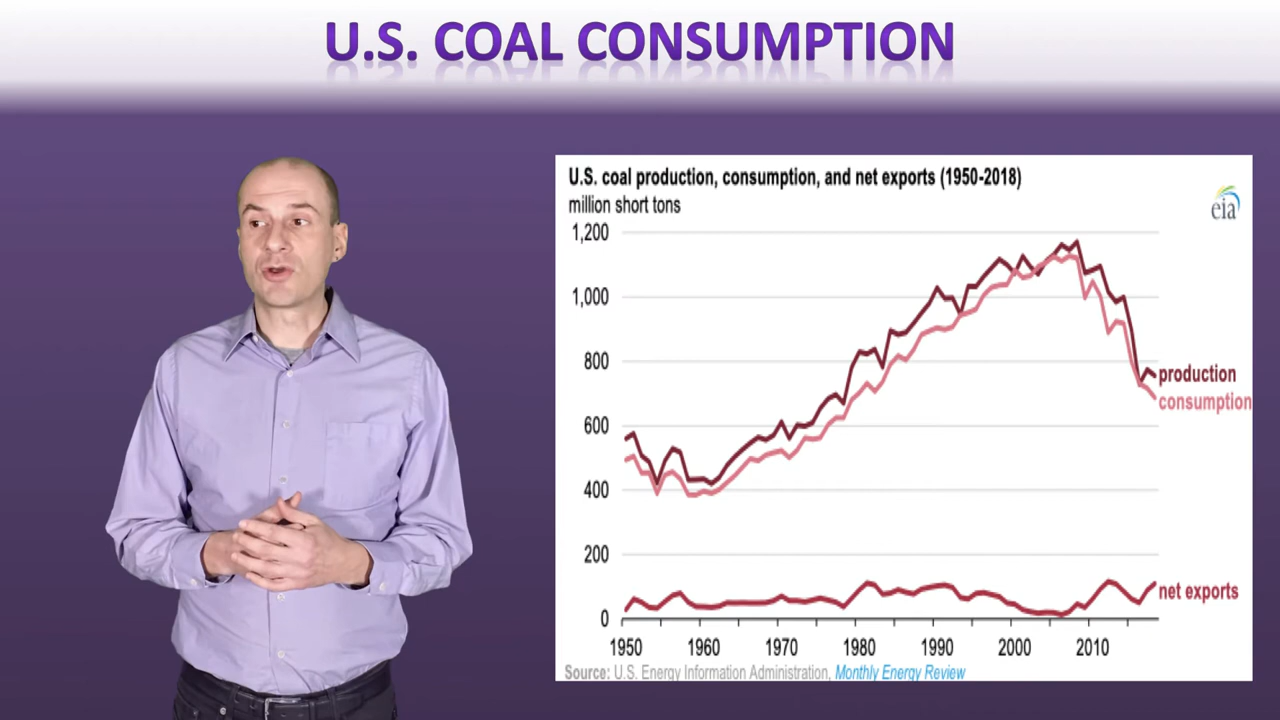 U.S. COAL CONSUMPTION
U.S. coal production, consumption, and net exports (1950-2018)
million short tons
eia
1,200
1,000
800
600
400
200
0
production
consumption
net exports
1950 1960 1970 1980 1990 2000 2010
Source: U.S. Energy Information Administration, Monthly Energy Review